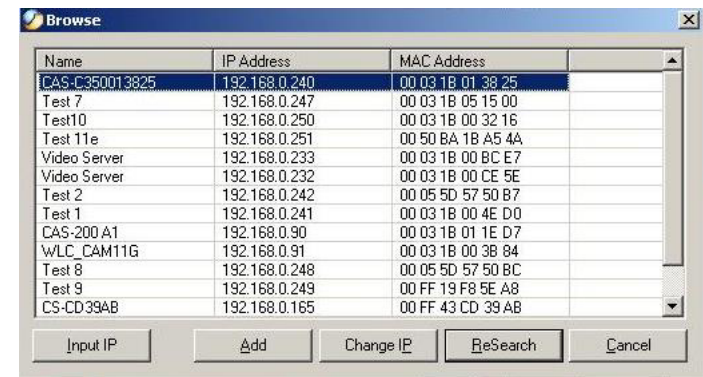 Browse
Name IP Address MAC Address
CAS-C350013825 192.168.0.240 00 03 1B 01 38 25
Test 7 192.168.0.247 00 03 1B 05 15 00
Test10 192.168.0.250 00 03 1B 00 32 16
Test 11e 192.168.0.251 00 50 BA 1B A5 4A
Video Server 192.168.0.233 00 03 1B 00 BC E7
Video Server 192.168.0.232 00 03 1B 00 CE 5E
Test 2 192.168.0.242 00 05 5D 57 50 B7
Test 1 192.168.0.241 00 03 1B 00 4E D0
CAS-200 A1 192.168.0.90 00 03 1B 01 1E D7
WLC_CAM11G 192.168.0.91 00 03 1B 00 3B 84
Test 8 192.168.0.248 00 05 5D 57 50 BC
Test 9 192.168.0.249 00 FF 19 F8 5E A8
CS-CD39AB 192.168.0.165 00 FF 43 CD 39 AB
Input IP Add Change IP ReSearch Cancel